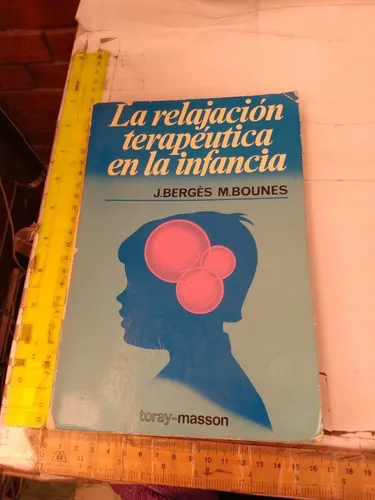 La relajación
terapéutica
en la infancia
J.BERGÈS M.BOUNES
toray-masson